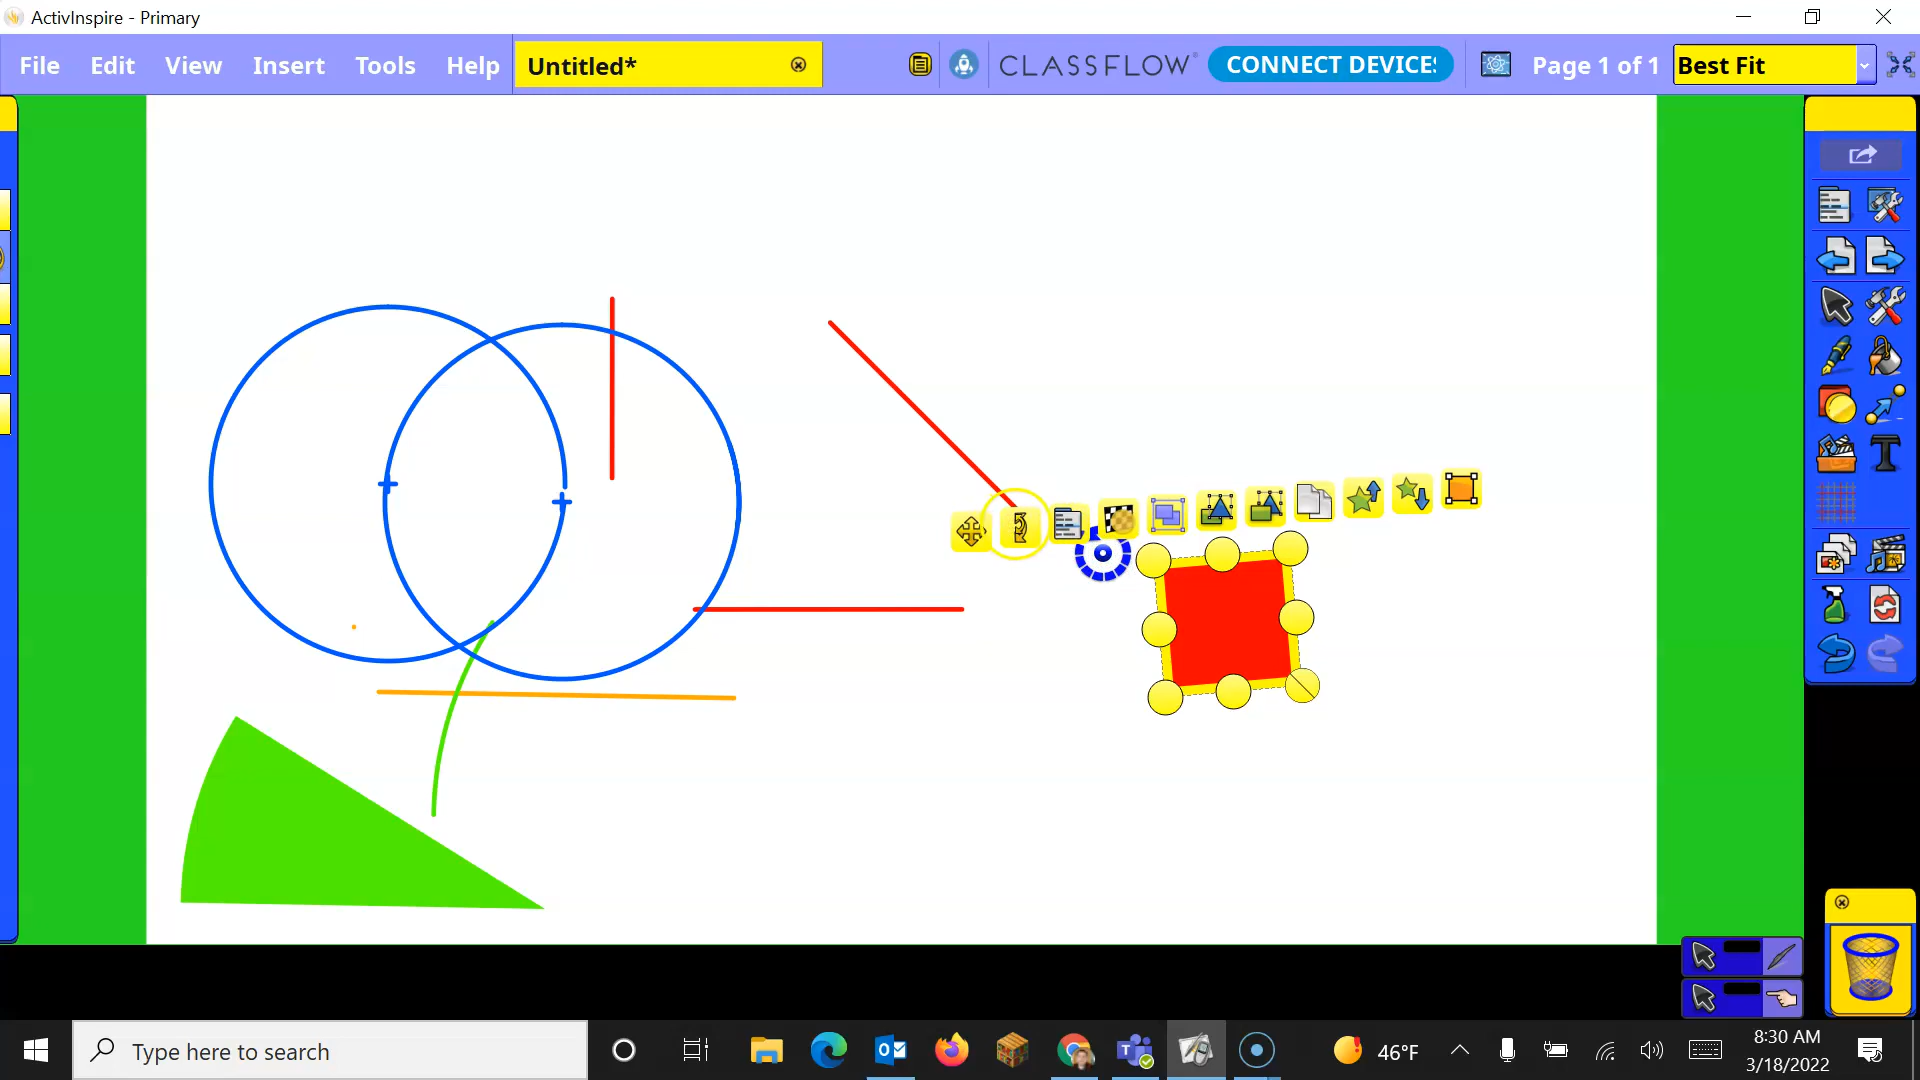 ActivInspire - Primary
File Edit View Insert Tools Help Untitled* CLASSFLOW CONNECT DEVICES Page 1 of 1 Best Fit
Type here to search
46°F
8:30 AM
3/18/2022